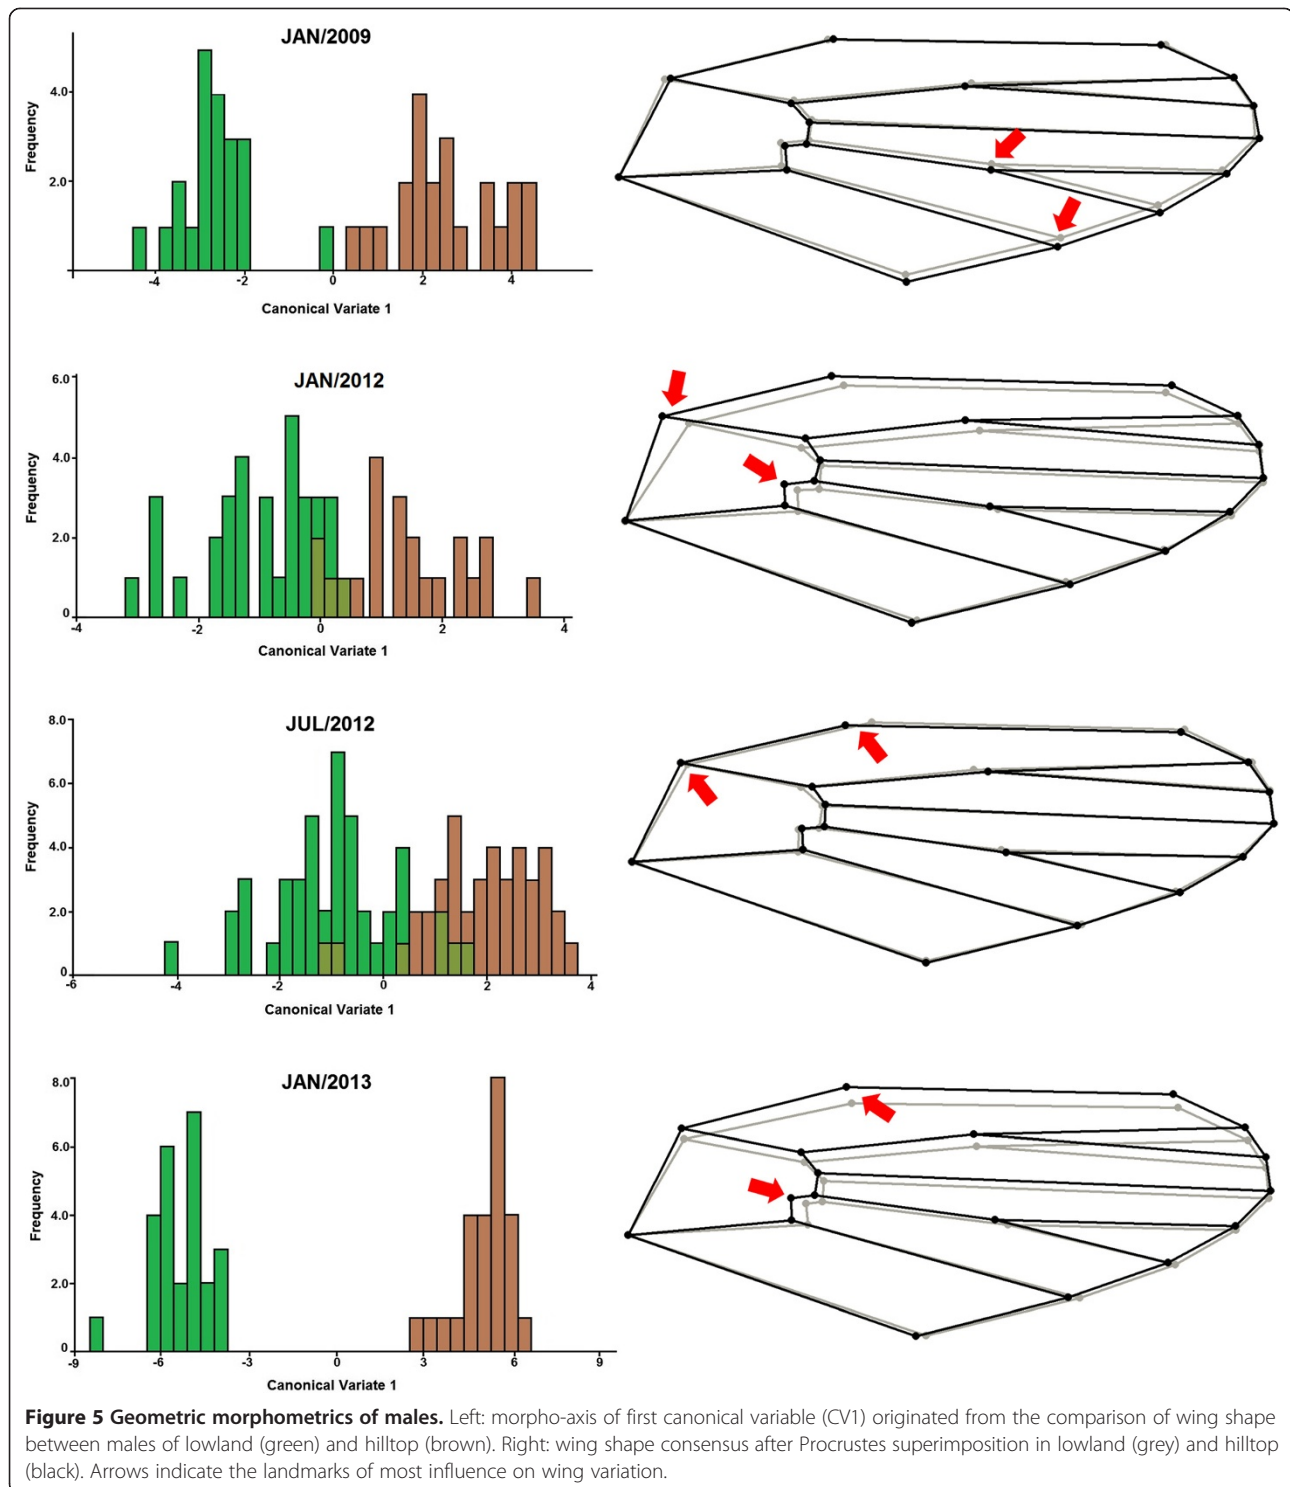 JAN/2009
Frequency
4.0
2.0
-4 -2 0 2 4
Canonical Variate 1
JAN/2012
Frequency
6.0
4.0
2.0
0
-4 -2 0 2 4
Canonical Variate 1
JUL/2012
Frequency
8.0
6.0
4.0
2.0
0
-6 -4 -2 0 2 4
Canonical Variate 1
JAN/2013
Frequency
8.0
6.0
4.0
2.0
0
-9 -6 -3 0 3 6 9
Canonical Variate 1
Figure 5 Geometric morphometrics of males. Left: morpho-axis of first canonical variable (CV1) originated from the comparison of wing shape
between males of lowland (green) and hilltop (brown). Right: wing shape consensus after Procrustes superimposition in lowland (grey) and hilltop
(black). Arrows indicate the landmarks of most influence on wing variation.